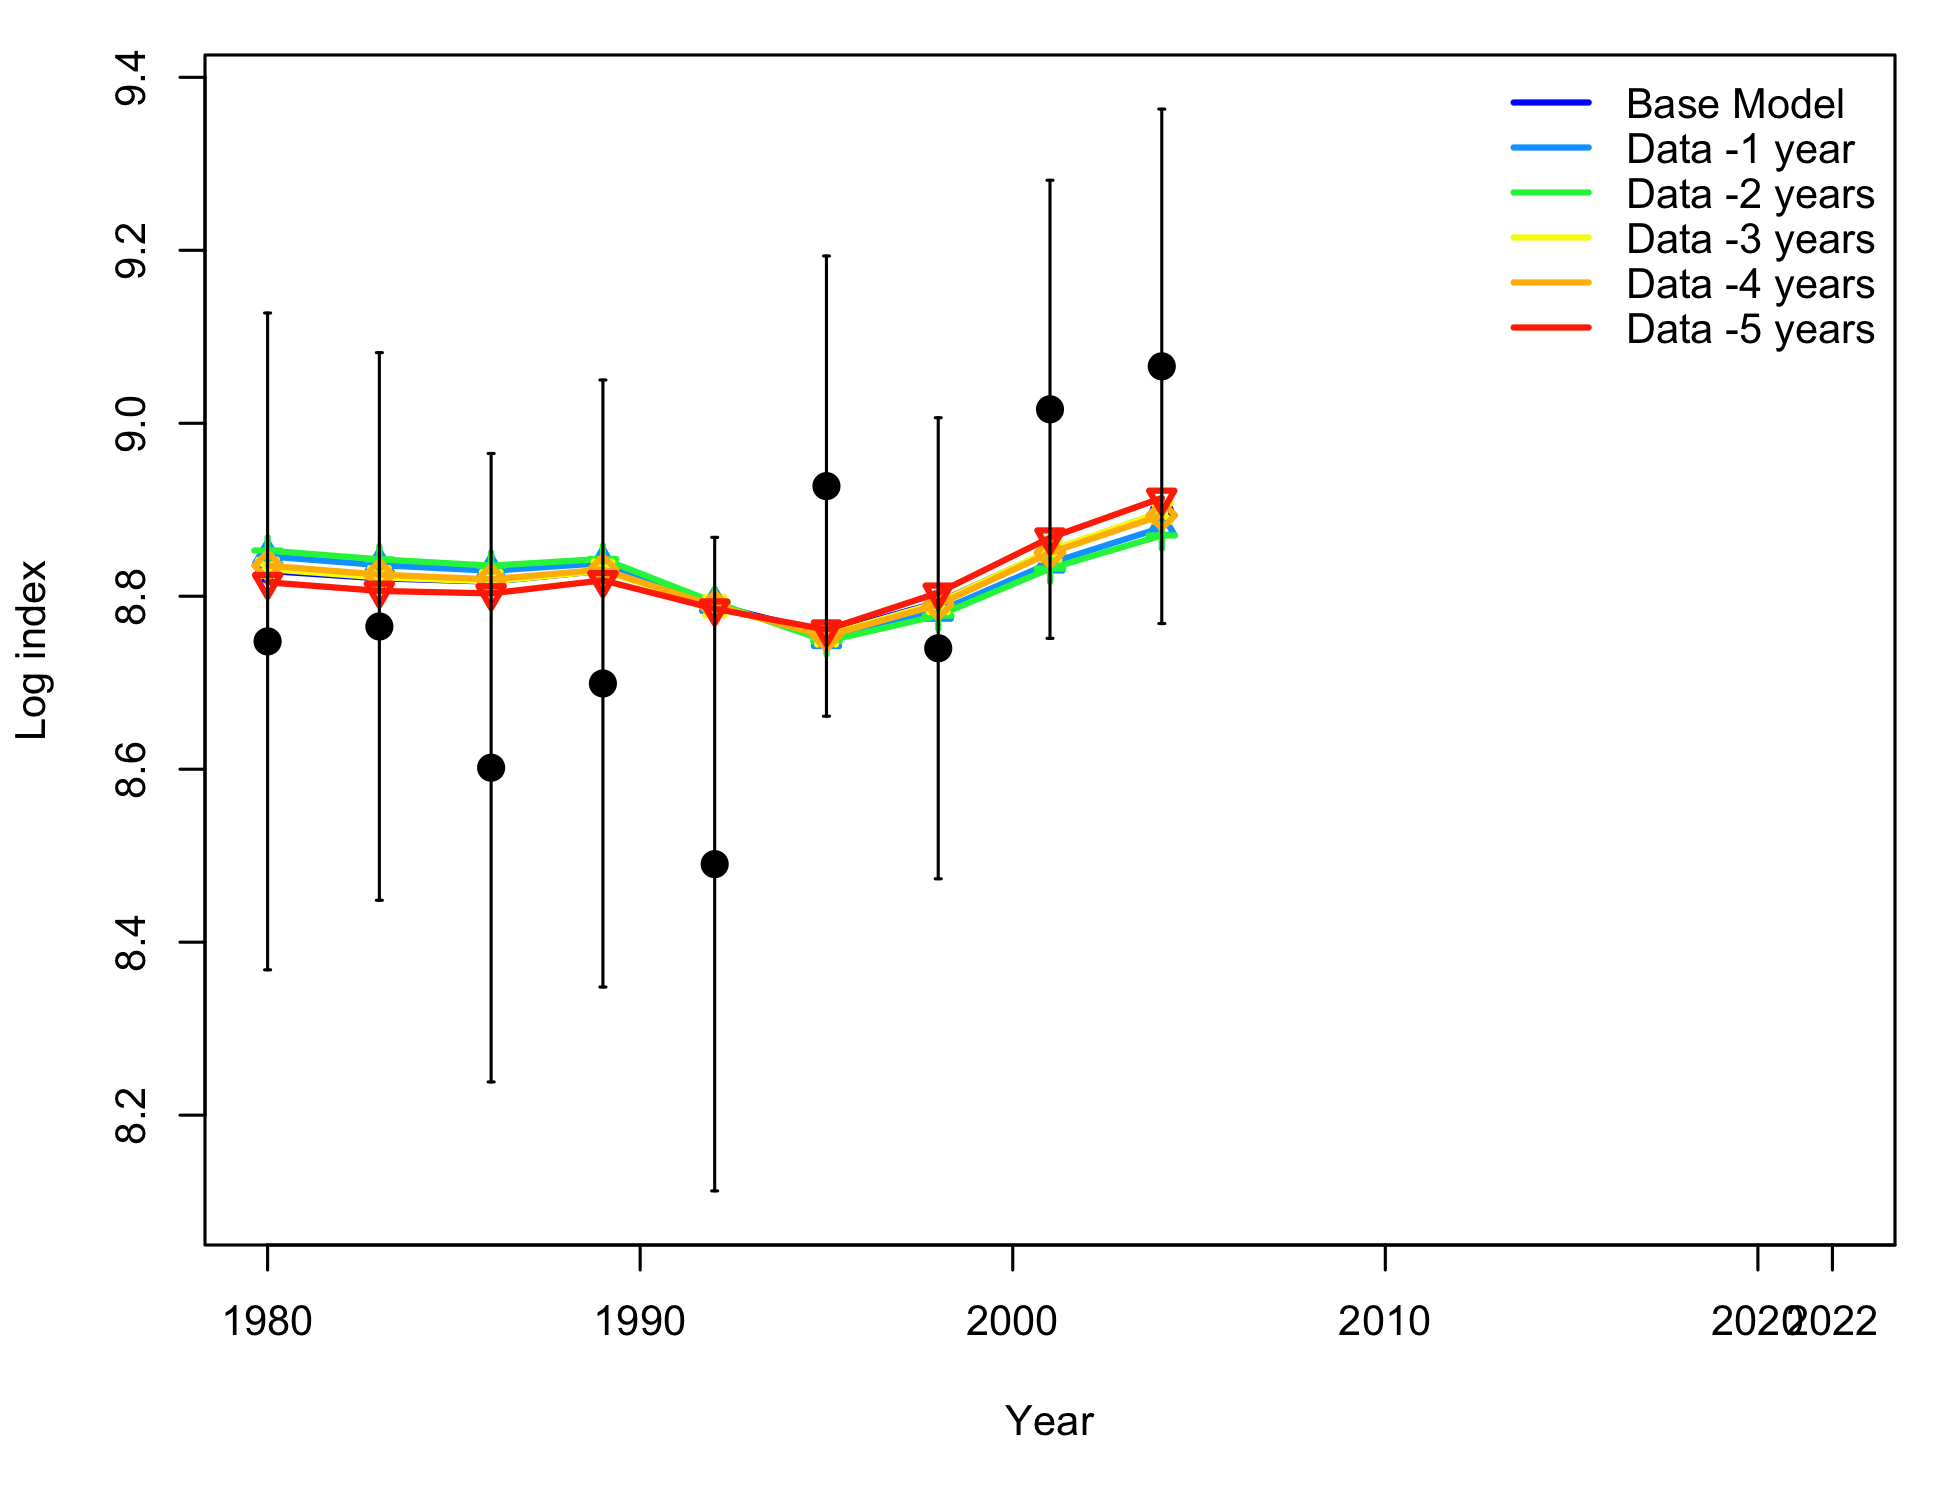 9.4
9.2
9.0
8.8
8.6
8.4
8.2
Log index
Base Model
Data -1 year
Data -2 years
Data -3 years
Data -4 years
Data -5 years
1980 1990 2000 2010 2020 2022
Year